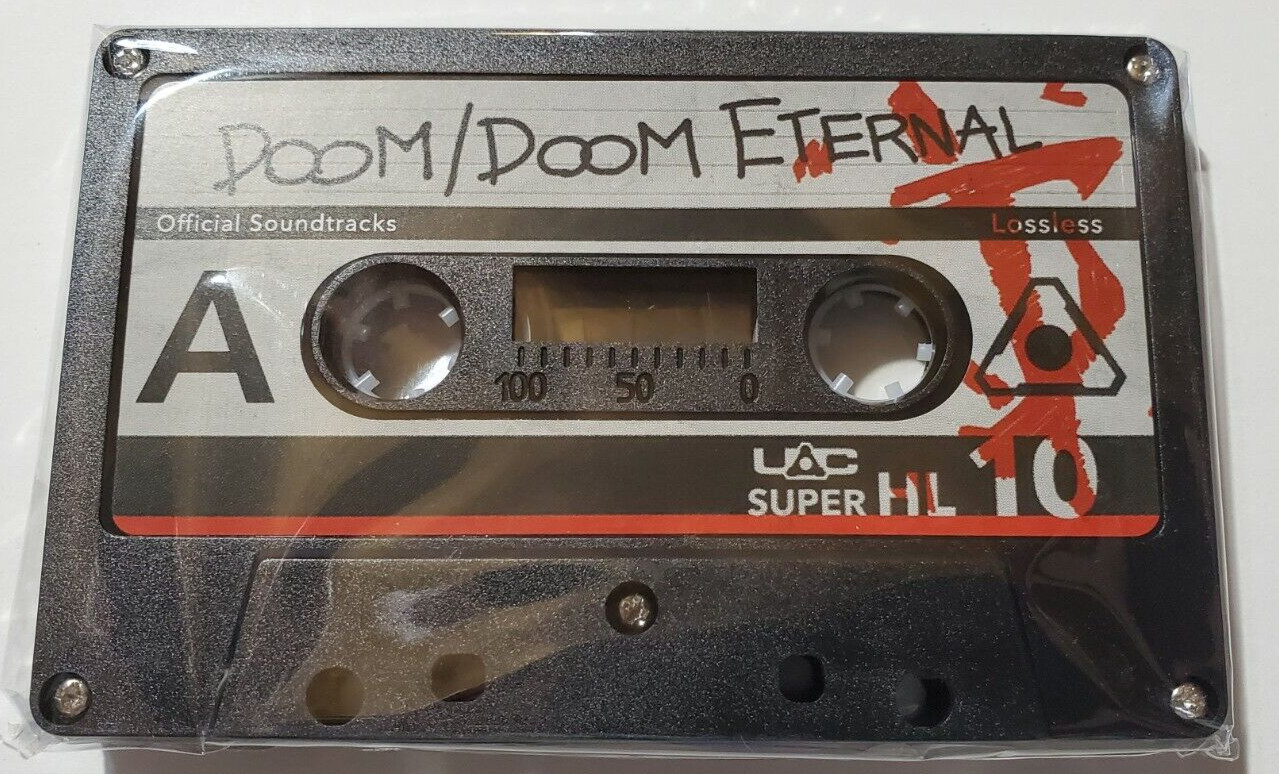 DOOM/DOOM ETERNAL
Official Soundtracks Lossless
A
100 50 0
UAC
SUPER HL 10